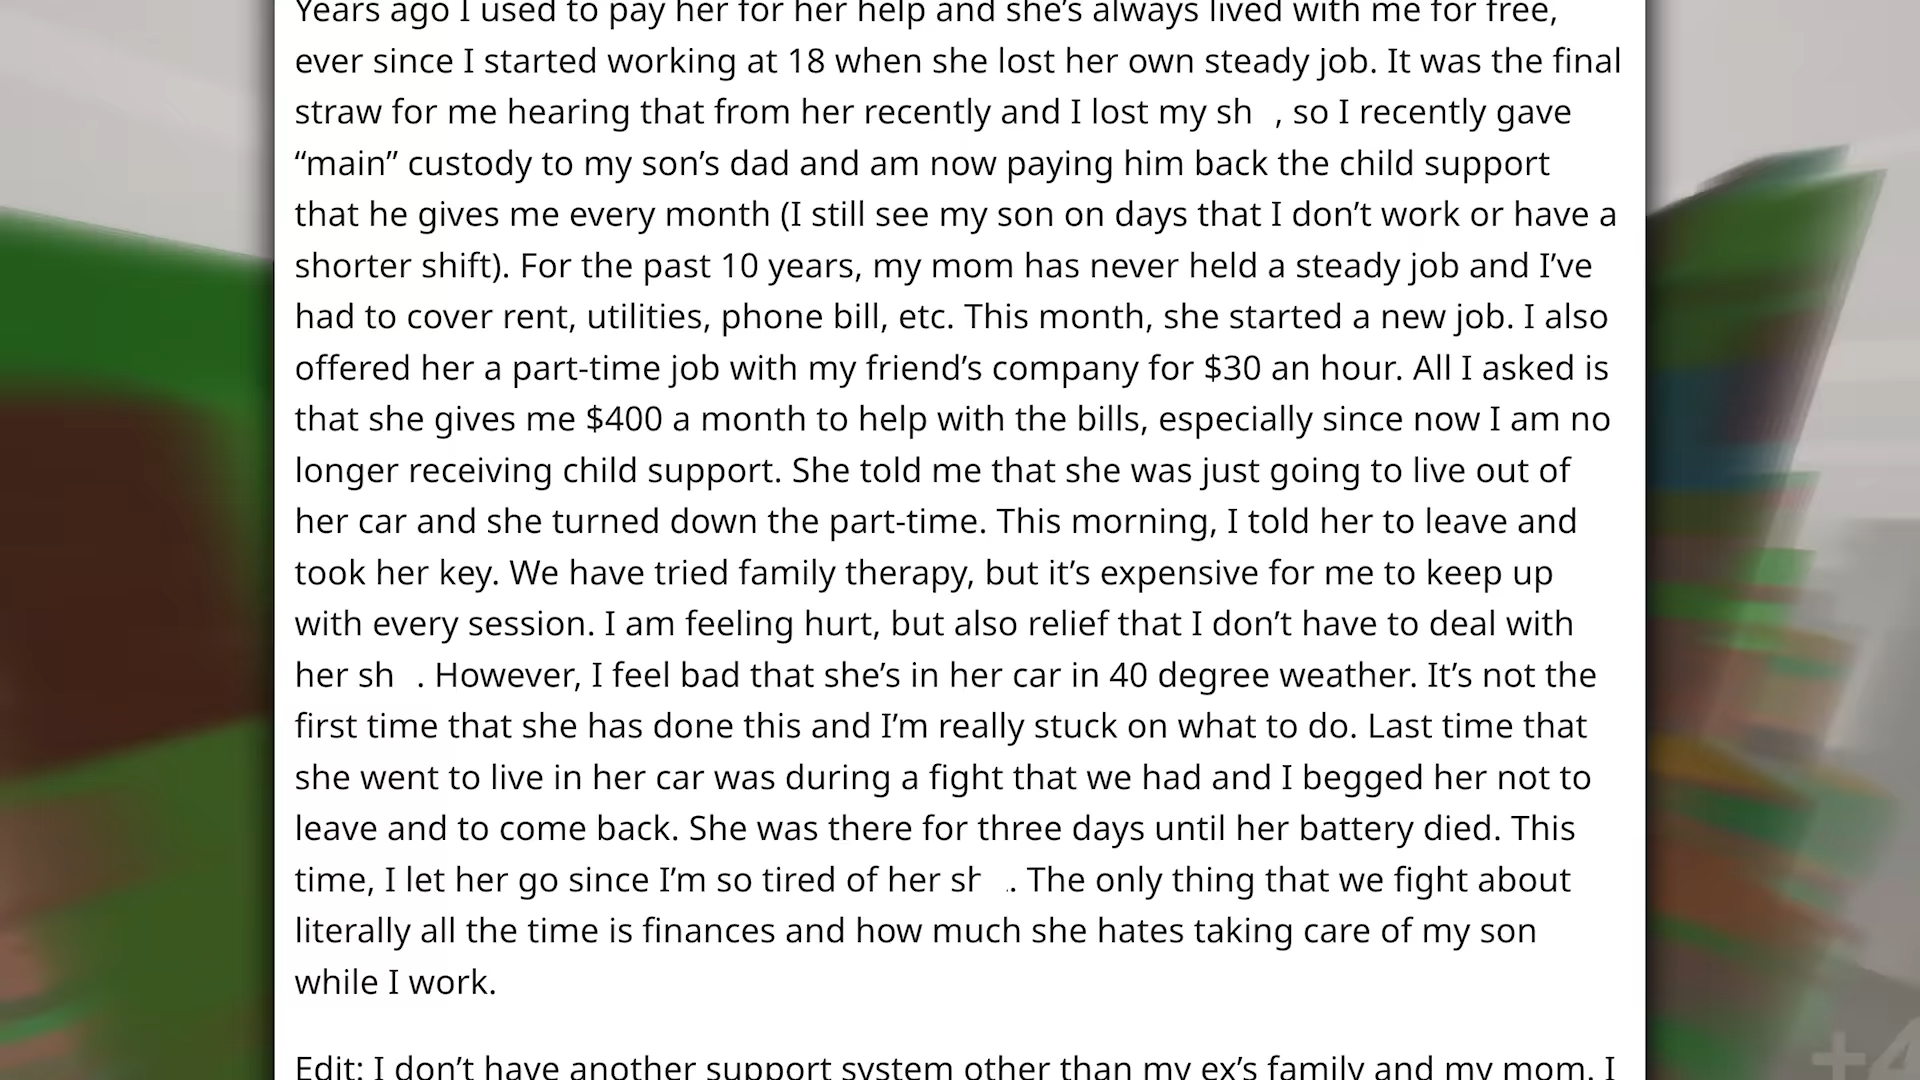 Years ago I used to pay her for her help and she’s always lived with me for free,
ever since I started working at 18 when she lost her own steady job. It was the final
straw for me hearing that from her recently and I lost my sh , so I recently gave
“main” custody to my son’s dad and am now paying him back the child support
that he gives me every month (I still see my son on days that I don’t work or have a
shorter shift). For the past 10 years, my mom has never held a steady job and I’ve
had to cover rent, utilities, phone bill, etc. This month, she started a new job. I also
offered her a part-time job with my friend’s company for $30 an hour. All I asked is
that she gives me $400 a month to help with the bills, especially since now I am no
longer receiving child support. She told me that she was just going to live out of
her car and she turned down the part-time. This morning, I told her to leave and
took her key. We have tried family therapy, but it’s expensive for me to keep up
with every session. I am feeling hurt, but also relief that I don’t have to deal with
her sh . However, I feel bad that she’s in her car in 40 degree weather. It’s not the
first time that she has done this and I’m really stuck on what to do. Last time that
she went to live in her car was during a fight that we had and I begged her not to
leave and to come back. She was there for three days until her battery died. This
time, I let her go since I’m so tired of her sh . The only thing that we fight about
literally all the time is finances and how much she hates taking care of my son
while I work.
Edit: I don’t have another support system other than my ex’s family and my mom. I
+4